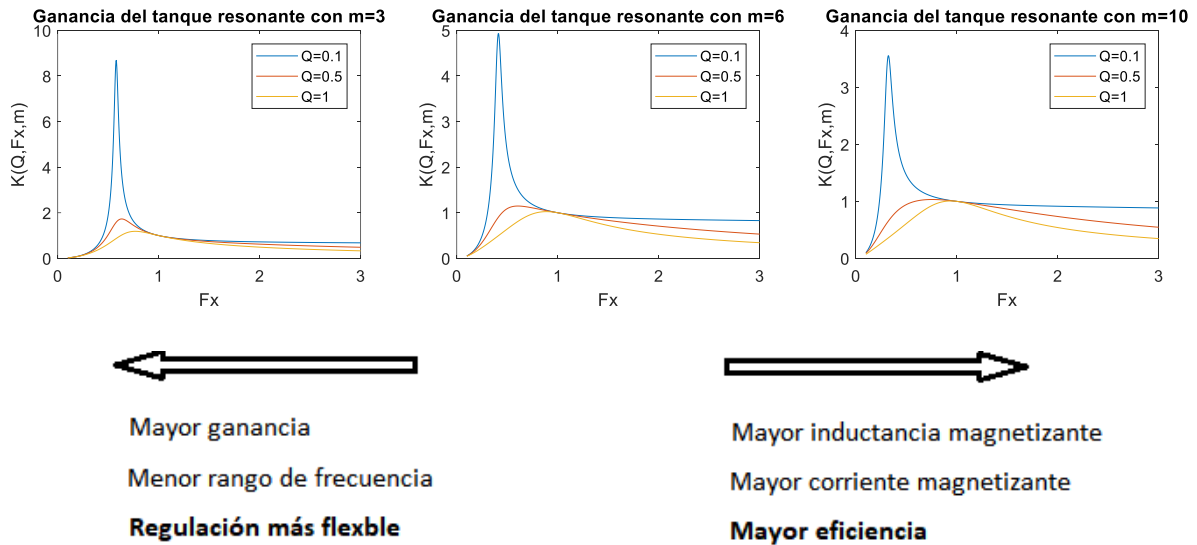 Ganancia del tanque resonante con m=3
10
8
6
4
2
0
0
1
2
3
K(Q,Fx,m)
Fx
Q=0.1
Q=0.5
Q=1
Ganancia del tanque resonante con m=6
5
4
3
2
1
0
0
1
2
3
K(Q,Fx,m)
Fx
Q=0.1
Q=0.5
Q=1
Ganancia del tanque resonante con m=10
4
3
2
1
0
0
1
2
3
K(Q,Fx,m)
Fx
Q=0.1
Q=0.5
Q=1
Mayor ganancia
Menor rango de frecuencia
Regulación más flexble
Mayor inductancia magnetizante
Mayor corriente magnetizante
Mayor eficiencia